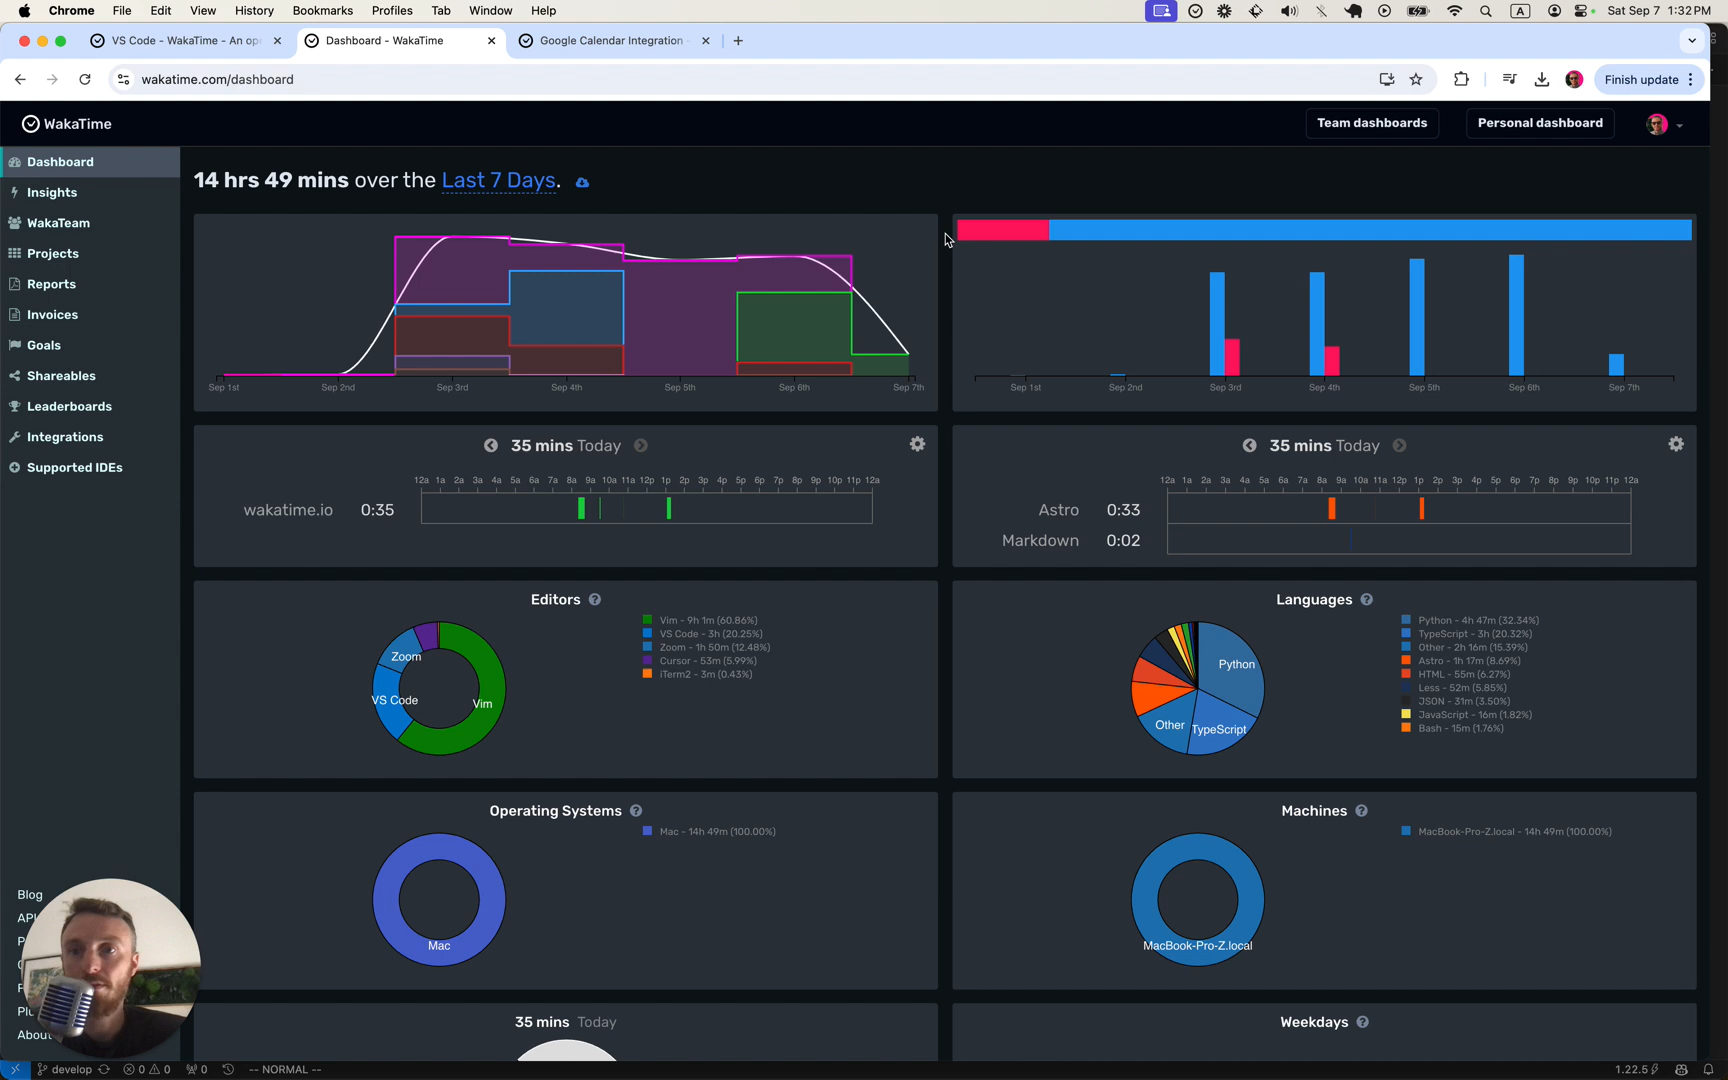 Chrome File Edit View History Bookmarks Profiles Tab Window Help
A Sat Sep 7 1:32 PM
VS Code - WakaTime - An ope
Dashboard - WakaTime
Google Calendar Integration -
wakatime.com/dashboard
Finish update
WakaTime
Team dashboards
Personal dashboard
Dashboard
Insights
WakaTeam
Projects
Reports
Invoices
Goals
Shareables
Leaderboards
Integrations
Supported IDEs
14 hrs 49 mins over the Last 7 Days.
Sep 1st Sep 2nd Sep 3rd Sep 4th Sep 5th Sep 6th Sep 7th
Sep 1st Sep 2nd Sep 3rd Sep 4th Sep 5th Sep 6th Sep 7th
35 mins Today
12a 1a 2a 3a 4a 5a 6a 7a 8a 9a 10a 11a 12p 1p 2p 3p 4p 5p 6p 7p 8p 9p 10p 11p 12a
wakatime.io 0:35
35 mins Today
12a 1a 2a 3a 4a 5a 6a 7a 8a 9a 10a 11a 12p 1p 2p 3p 4p 5p 6p 7p 8p 9p 10p 11p 12a
Astro 0:33
Markdown 0:02
Editors ?
Zoom
VS Code
Vim
Vim - 9h 1m (60.86%)
VS Code - 3h (20.25%)
Zoom - 1h 50m (12.48%)
Cursor - 53m (5.99%)
iTerm2 - 3m (0.43%)
Languages ?
Python
Other
TypeScript
Python - 4h 47m (32.34%)
TypeScript - 3h (20.32%)
Other - 2h 16m (15.39%)
Astro - 1h 17m (8.69%)
HTML - 55m (6.27%)
Less - 52m (5.85%)
JSON - 31m (3.50%)
JavaScript - 16m (1.82%)
Bash - 15m (1.76%)
Operating Systems ?
Mac
Mac - 14h 49m (100.00%)
Machines ?
MacBook-Pro-Z.local
MacBook-Pro-Z.local - 14h 49m (100.00%)
35 mins Today
Weekdays ?
Blog
API
About
develop 0 0 0 -- NORMAL --
1.22.5